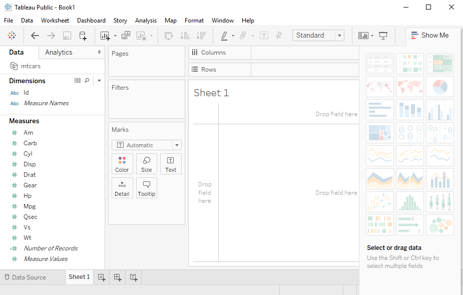 Tableau Public - Book1
File Data Worksheet Dashboard Story Analysis Map Format Window Help
Standard
Show Me
Data Analytics
mtcars
Dimensions
Abc Id
Abc Measure Names
Measures
# Am
# Carb
# Cyl
# Disp
# Drat
# Gear
# Hp
# Mpg
# Qsec
# Vs
# Wt
Number of Records
# Measure Values
Pages
Filters
Marks
T Automatic
Color Size Text
Detail Tooltip
Columns
Rows
Sheet 1
Drop field here
Drop
field
here
Drop field here
Select or drag data
Use the Shift or Ctrl key to
select multiple fields
Data Source Sheet 1